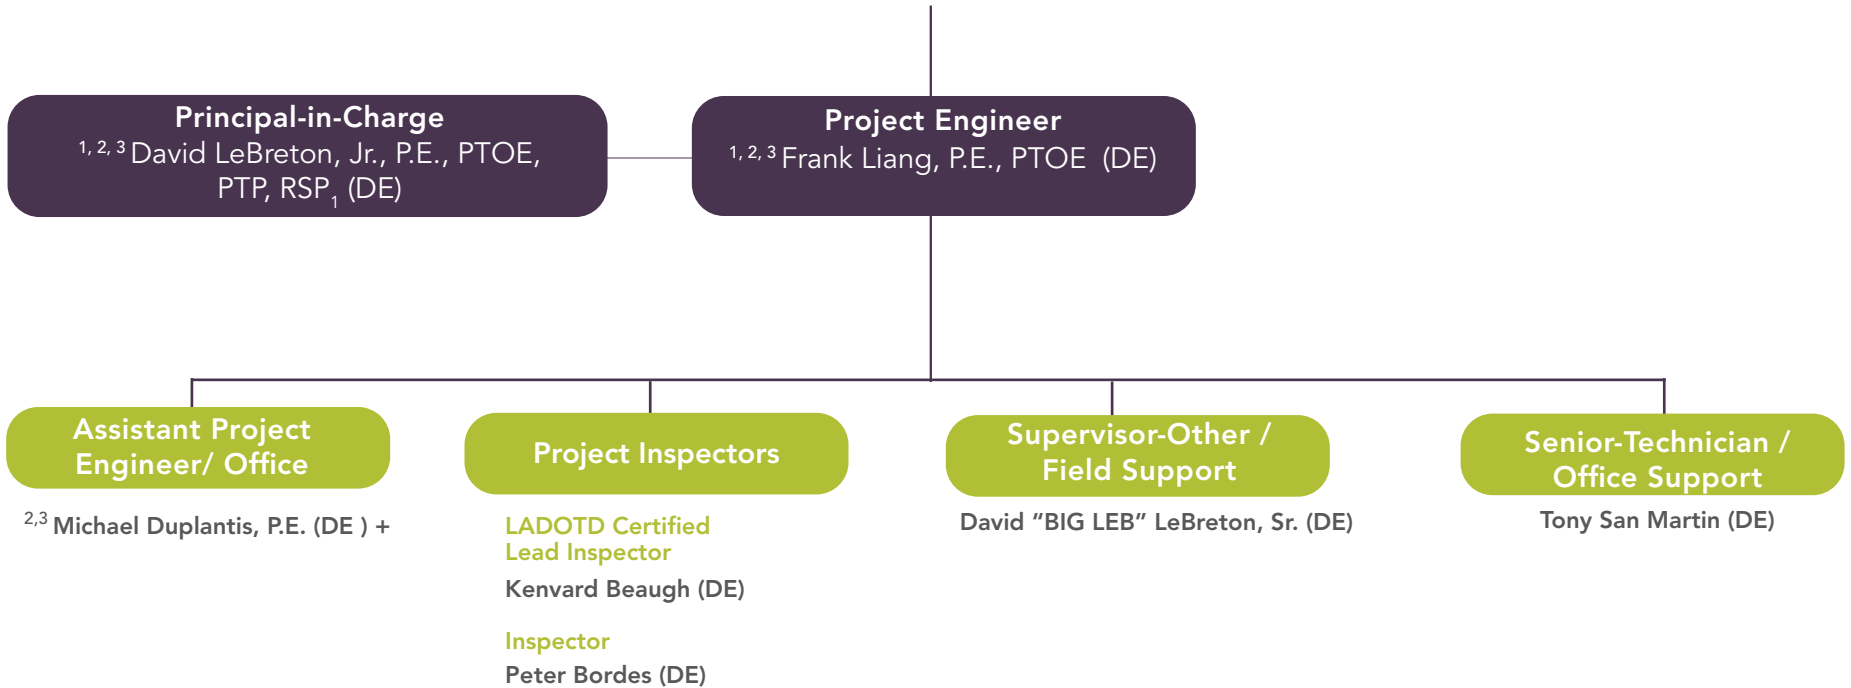 Principal-in-Charge
1, 2, 3 David LeBreton, Jr., P.E., PTOE,
PTP, RSP1 (DE)
Project Engineer
1, 2, 3 Frank Liang, P.E., PTOE (DE)
Assistant Project
Engineer/ Office
2,3 Michael Duplantis, P.E. (DE ) +
Project Inspectors
LADOTD Certified
Lead Inspector
Kenvard Beaugh (DE)
Inspector
Peter Bordes (DE)
Supervisor-Other /
Field Support
David “BIG LEB” LeBreton, Sr. (DE)
Senior-Technician /
Office Support
Tony San Martin (DE)